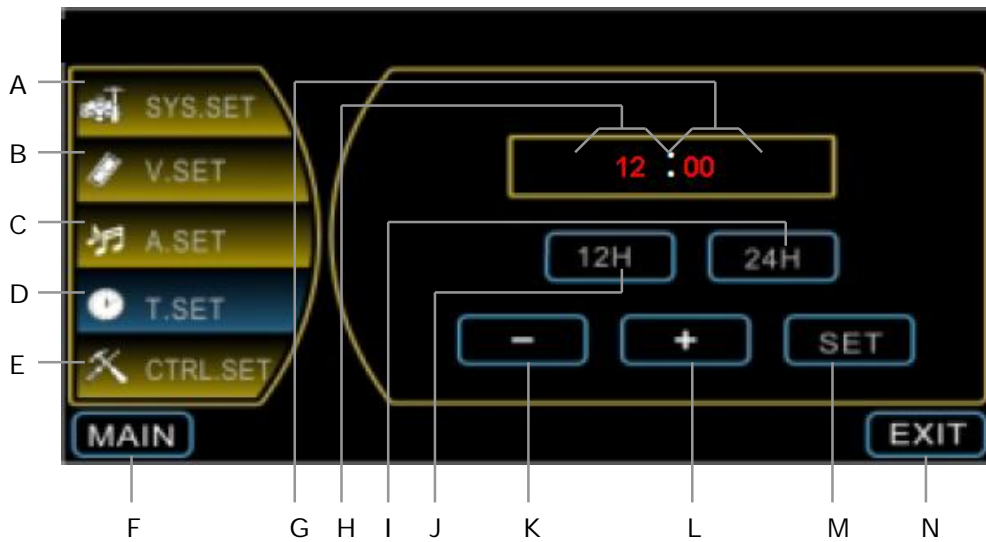 A
SYS.SET
B
V.SET
C
A.SET
D
T.SET
E
CTRL.SET
12 : 00
12H 24H
- + SET
MAIN EXIT
F G H I J K L M N